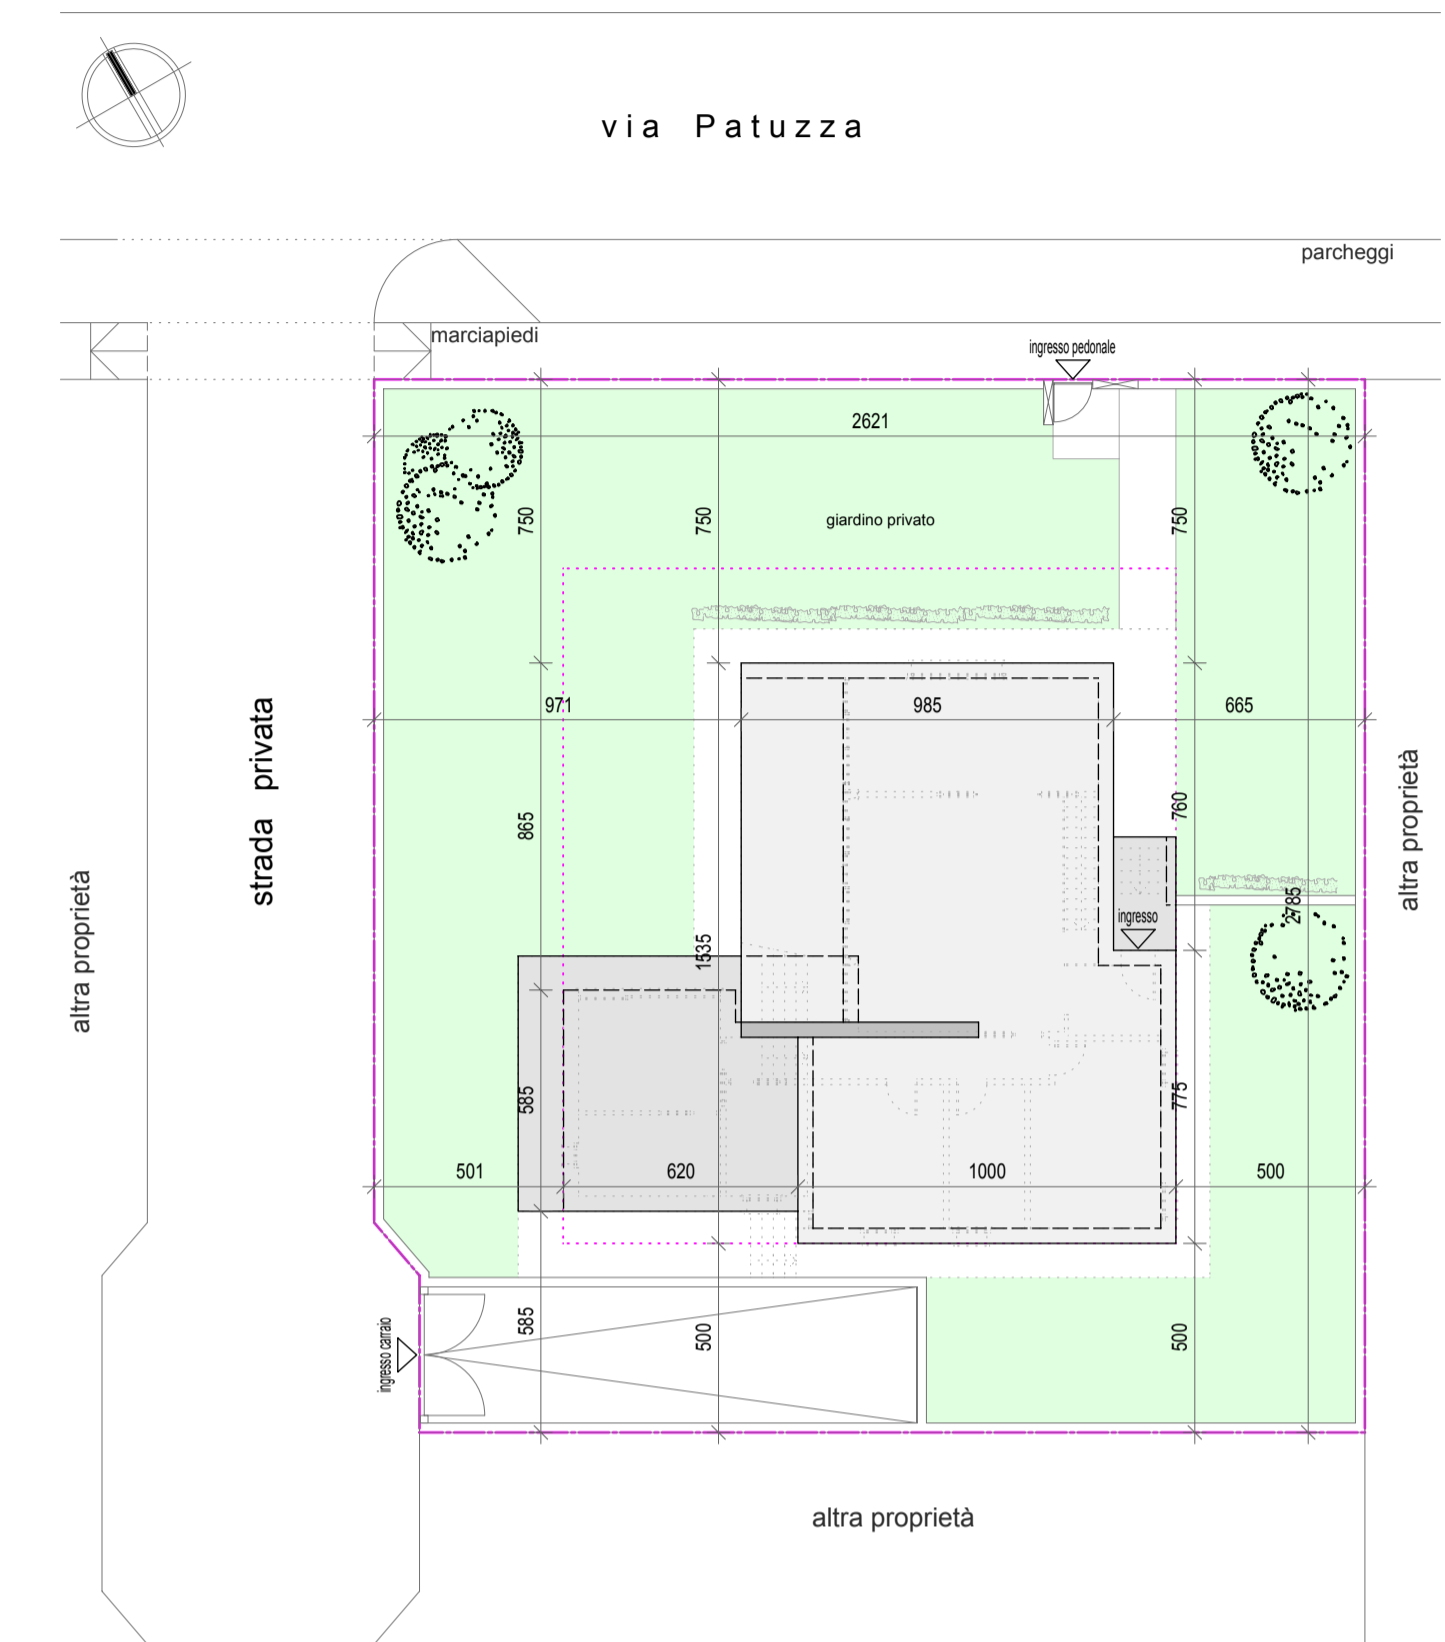 via Patuzza
parcheggi
marciapiedi
ingresso pedonale
2621
750
750
giardino privato
750
971
985
665
strada privata
altra proprietà
865
760
altra proprietà
2785
ingresso
1535
585
775
501
620
1000
500
585
500
500
ingresso carraio
altra proprietà